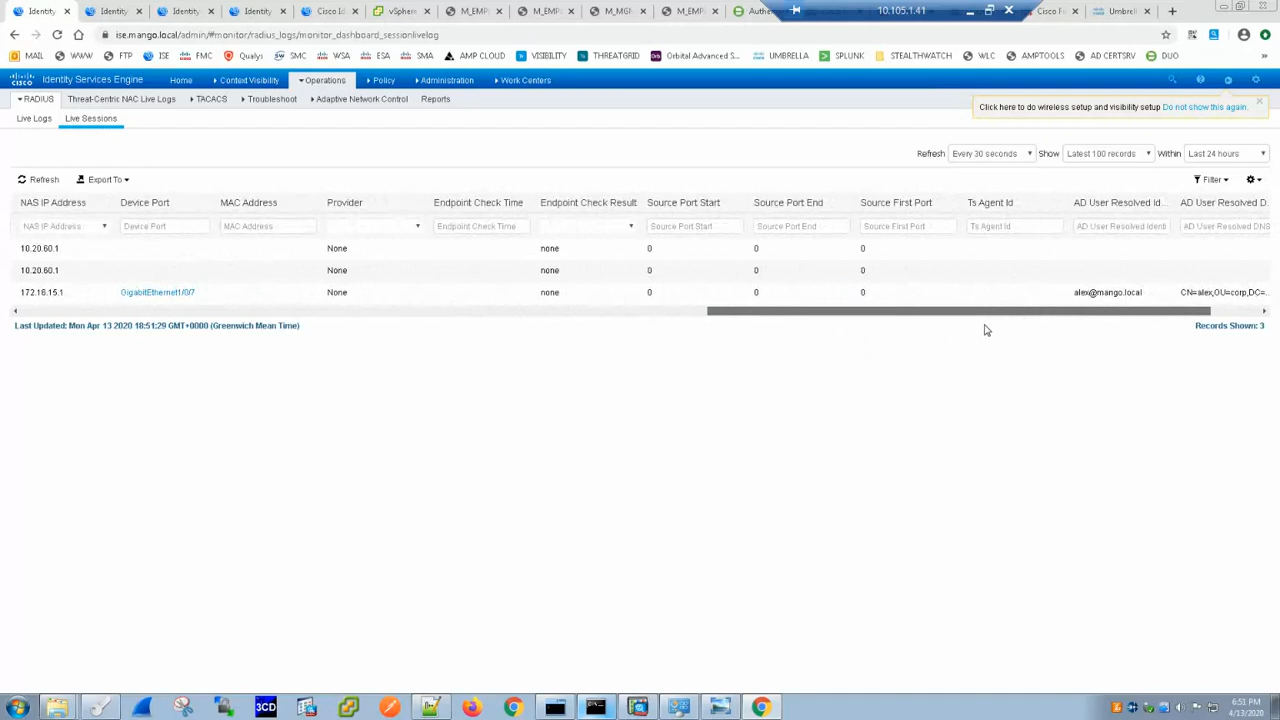 Identity Identity Identity Identity Cisco Id vSphere M_EMPL M_EMPL M_MGN M_EMPL Authe 10.105.1.41 Cisco F Umbrell
ise.mango.local/admin/#monitor/radius_logs/monitor_dashboard_sessionlivelog
MAIL WWW FTP ISE FMC Qualys SMC WSA ESA SMA AMP CLOUD VISIBILITY THREATGRID Orbital Advanced S... UMBRELLA SPLUNK STEALTHWATCH WLC AMPTOOLS AD CERTSRV DUO »
cisco Identity Services Engine Home Context Visibility Operations Policy Administration Work Centers
RADIUS Threat-Centric NAC Live Logs TACACS Troubleshoot Adaptive Network Control Reports
Click here to do wireless setup and visibility setup Do not show this again.
Live Logs Live Sessions
Refresh Every 30 seconds Show Latest 100 records Within Last 24 hours
Refresh Export To Filter
NAS IP Address Device Port MAC Address Provider Endpoint Check Time Endpoint Check Result Source Port Start Source Port End Source First Port Ts Agent Id AD User Resolved Id... AD User Resolved D...
NAS IP Address Device Port MAC Address Endpoint Check Time Source Port Start Source Port End Source First Port Ts Agent Id AD User Resolved Identi AD User Resolved DNS
10.20.60.1 None none 0 0 0
10.20.60.1 None none 0 0 0
172.18.15.1 GigabitEthernet1/0/7 None none 0 0 0 alex@mango.local CN=alex,OU=corp,DC=...
Last Updated: Mon Apr 13 2020 18:51:29 GMT+0000 (Greenwich Mean Time) Records Shown: 3
3CD
6:51 PM
4/13/2020